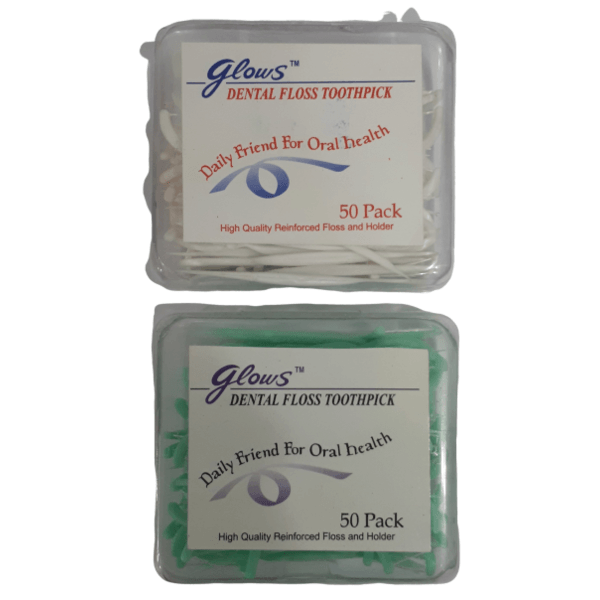 glows™
DENTAL FLOSS TOOTHPICK
Daily Friend For Oral health
50 Pack
High Quality Reinforced Floss and Holder
glows™
DENTAL FLOSS TOOTHPICK
Daily Friend For Oral health
50 Pack
High Quality Reinforced Floss and Holder